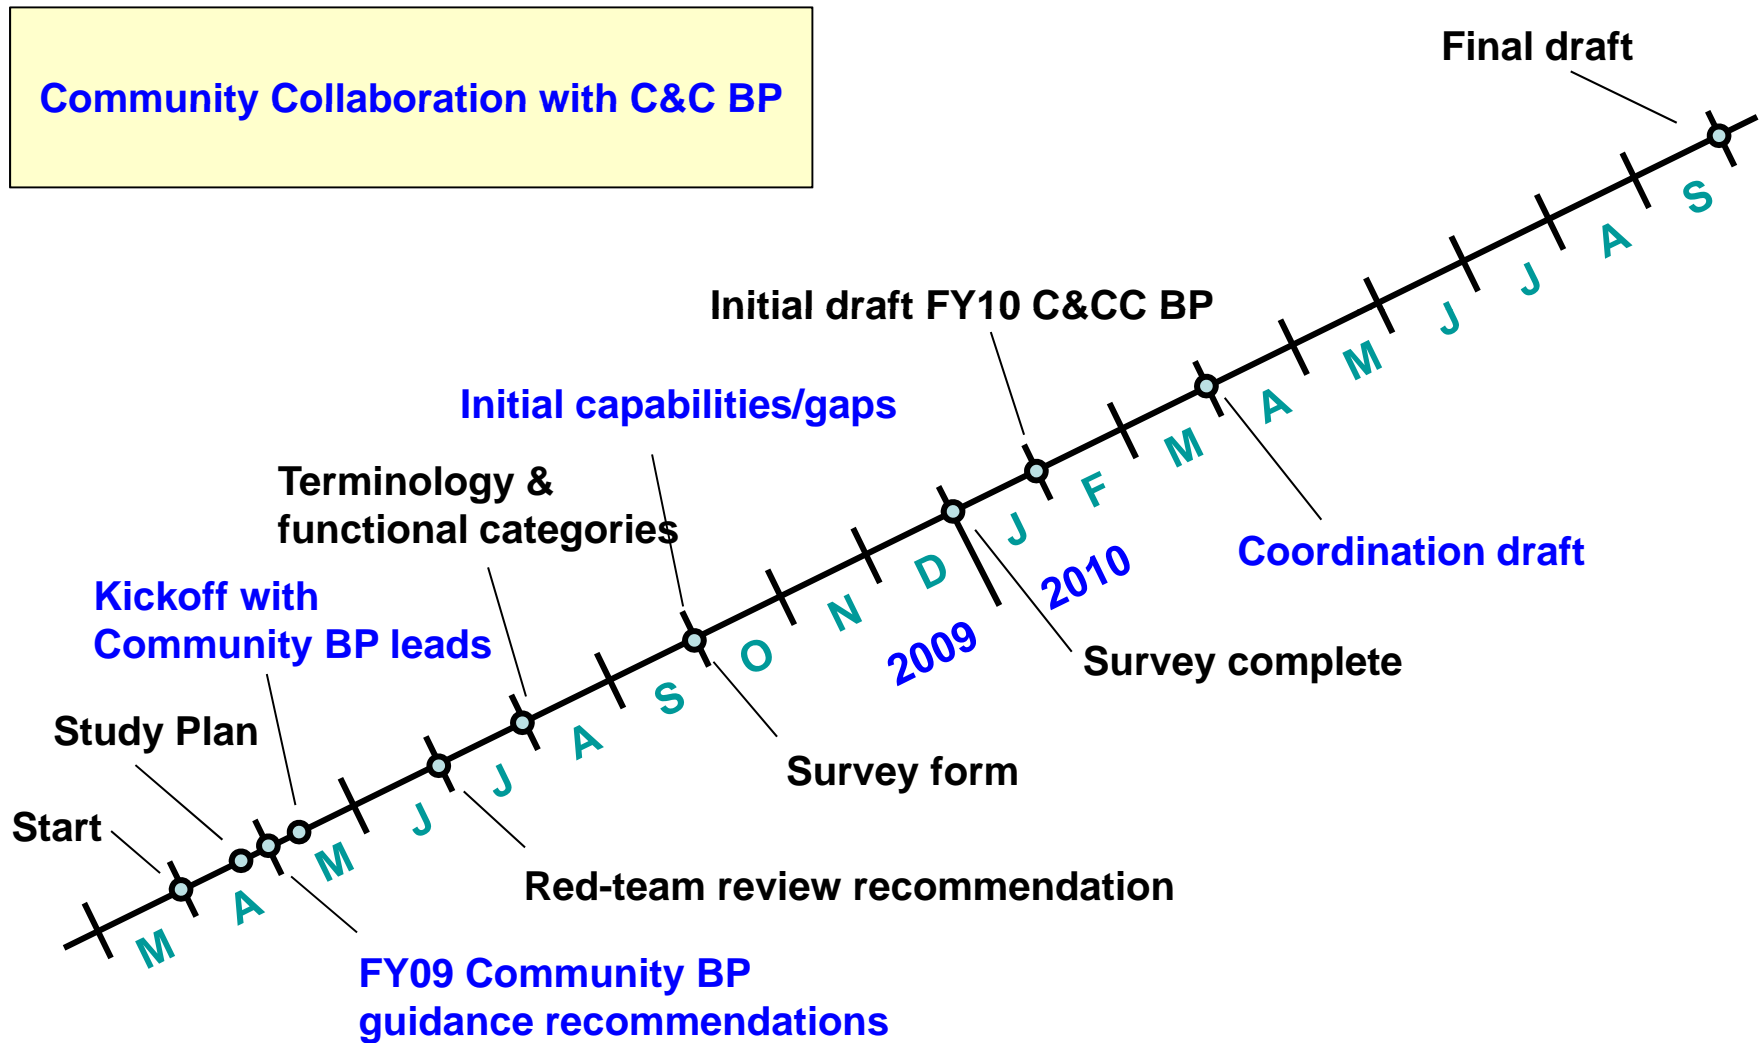 Community Collaboration with C&C BP
Final draft
Initial draft FY10 C&CC BP
Initial capabilities/gaps
Terminology &
functional categories
Kickoff with
Community BP leads
Study Plan
Start
M
A
M
J
J
A
S
O
N
D
J
F
M
A
M
J
J
A
S
2009
2010
Coordination draft
Survey complete
Survey form
Red-team review recommendation
FY09 Community BP
guidance recommendations